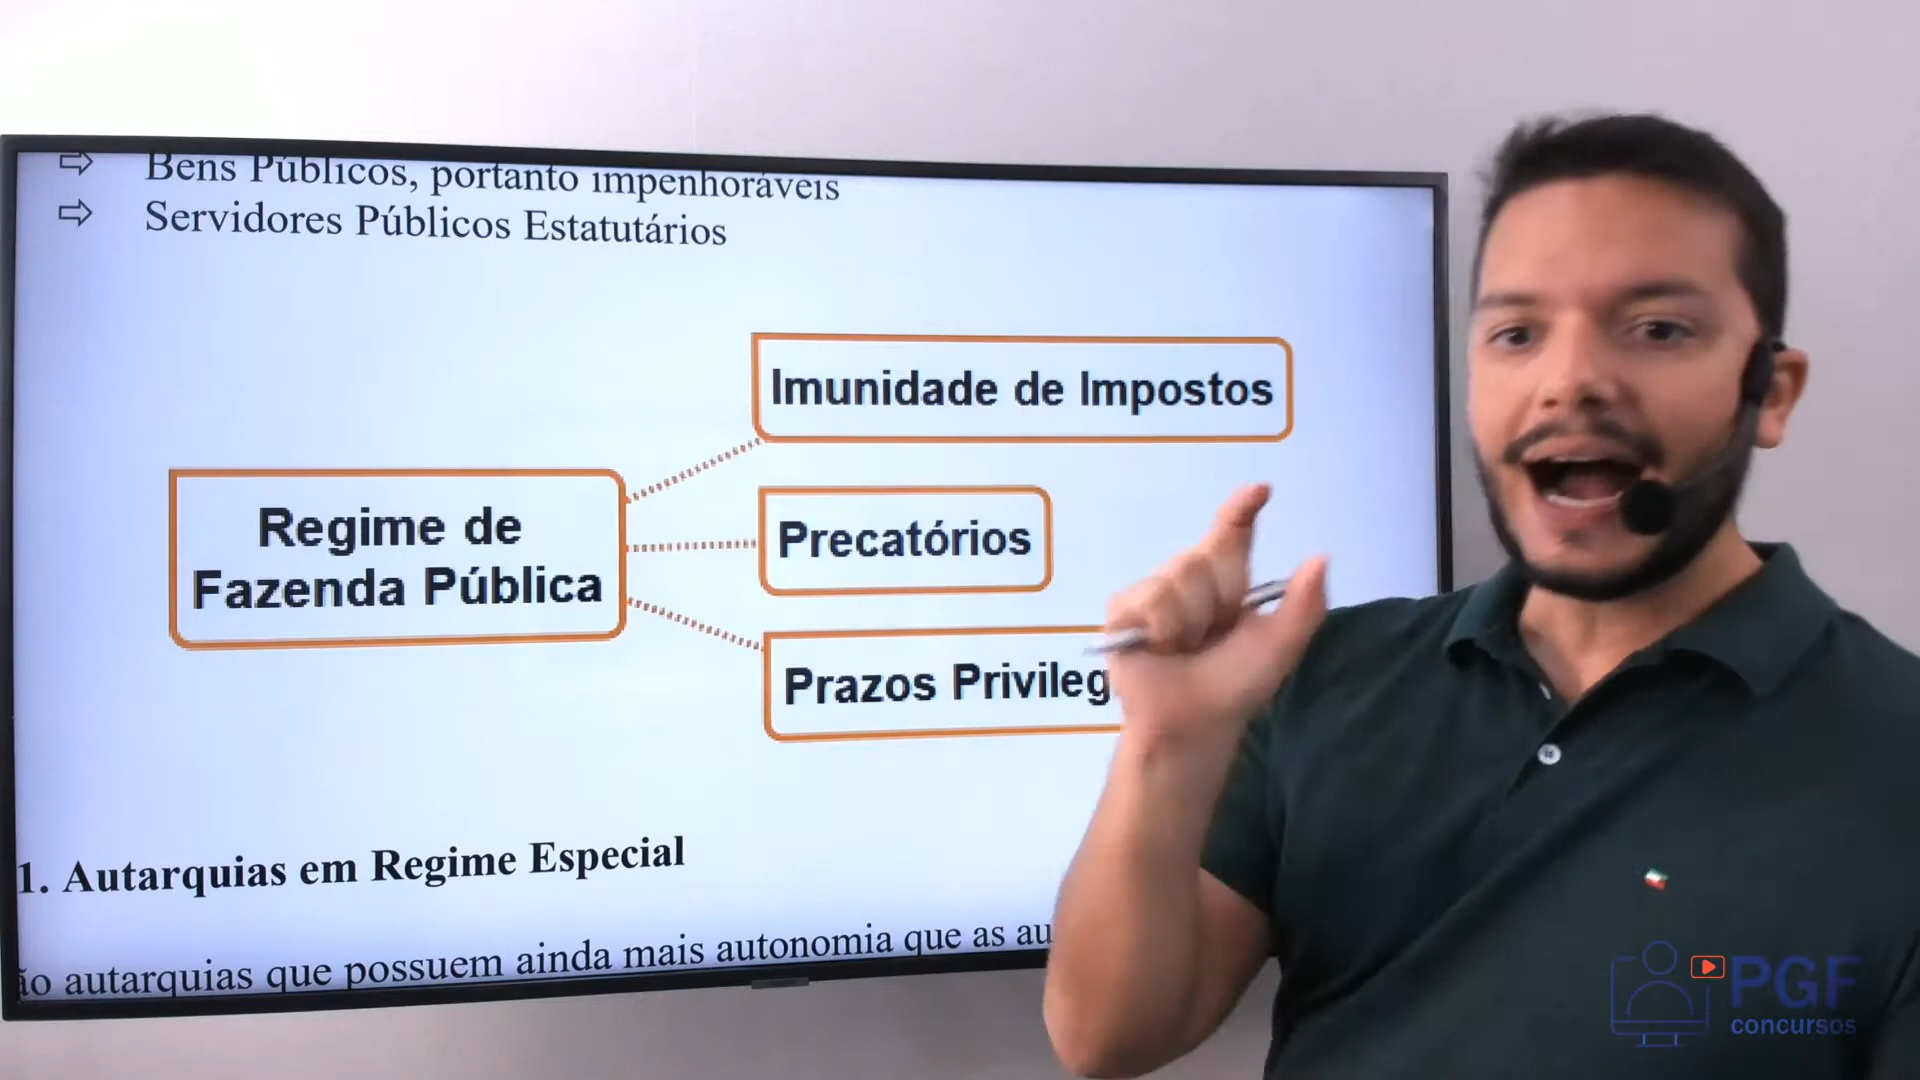 Bens Públicos, portanto impenhoráveis
Servidores Públicos Estatutários
Imunidade de Impostos
Regime de
Fazenda Pública
Precatórios
Prazos Privileg
1. Autarquias em Regime Especial
ão autarquias que possuem ainda mais autonomia que as au
PGF
concursos